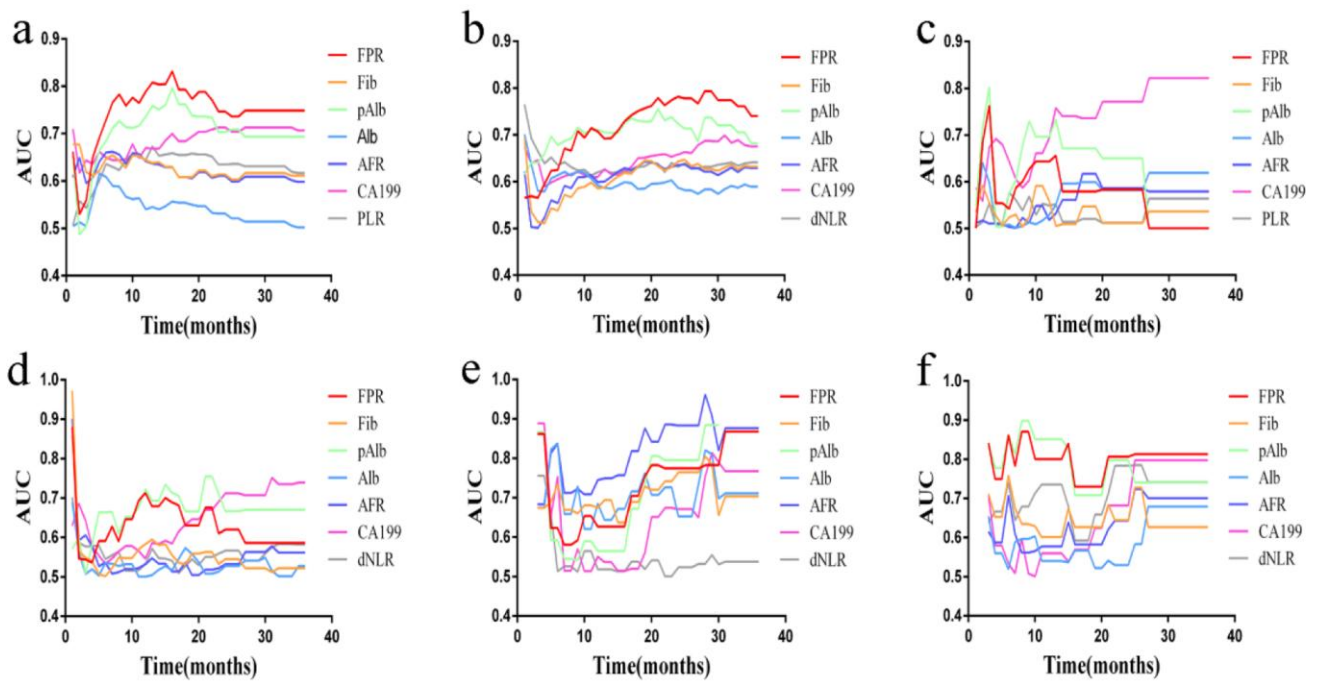 a
0.9
0.8
0.7
0.6
0.5
0.4
AUC
0 10 20 30 40
Time(months)
FPR
Fib
pAlb
Alb
AFR
CA199
PLR
b
0.9
0.8
0.7
0.6
0.5
0.4
AUC
0 10 20 30 40
Time(months)
FPR
Fib
pAlb
Alb
AFR
CA199
dNLR
c
0.9
0.8
0.7
0.6
0.5
0.4
AUC
0 10 20 30 40
Time(months)
FPR
Fib
pAlb
Alb
AFR
CA199
PLR
d
1.0
0.9
0.8
0.7
0.6
0.5
0.4
AUC
0 10 20 30 40
Time(months)
FPR
Fib
pAlb
Alb
AFR
CA199
dNLR
e
1.0
0.9
0.8
0.7
0.6
0.5
0.4
AUC
0 10 20 30 40
Time(months)
FPR
Fib
pAlb
Alb
AFR
CA199
dNLR
f
1.0
0.9
0.8
0.7
0.6
0.5
0.4
AUC
0 10 20 30 40
Time(months)
FPR
Fib
pAlb
Alb
AFR
CA199
dNLR